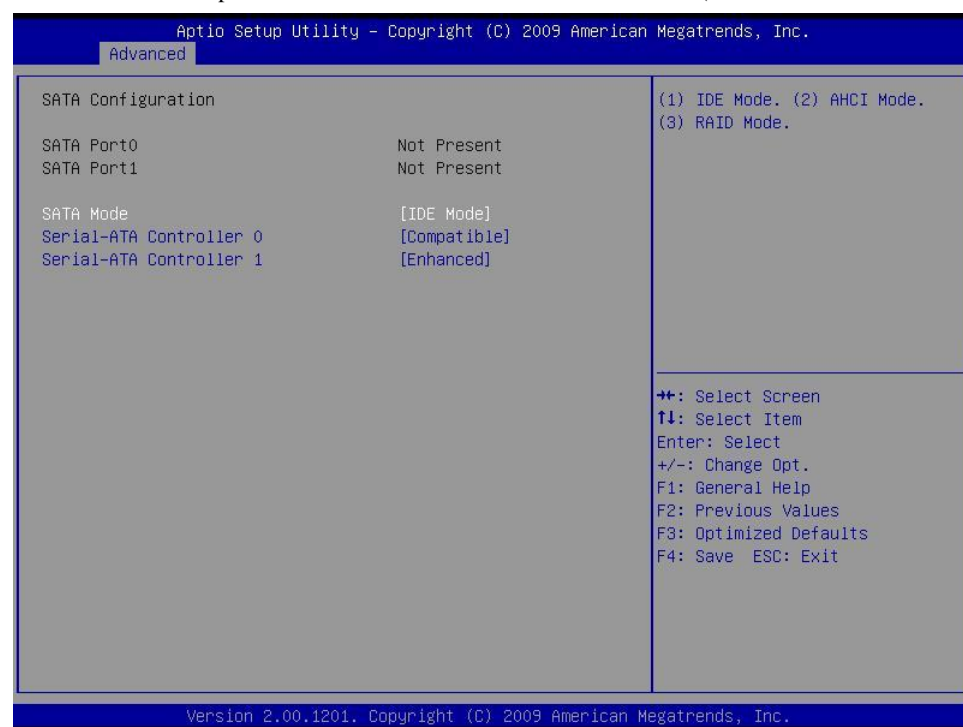 Aptio Setup Utility - Copyright (C) 2009 American Megatrends, Inc.
Advanced
SATA Configuration
SATA Port0 Not Present
SATA Port1 Not Present
SATA Mode [IDE Mode]
Serial-ATA Controller 0 [Compatible]
Serial-ATA Controller 1 [Enhanced]
(1) IDE Mode. (2) AHCI Mode.
(3) RAID Mode.
→←: Select Screen
↑↓: Select Item
Enter: Select
+/-: Change Opt.
F1: General Help
F2: Previous Values
F3: Optimized Defaults
F4: Save ESC: Exit
Version 2.00.1201. Copyright (C) 2009 American Megatrends, Inc.